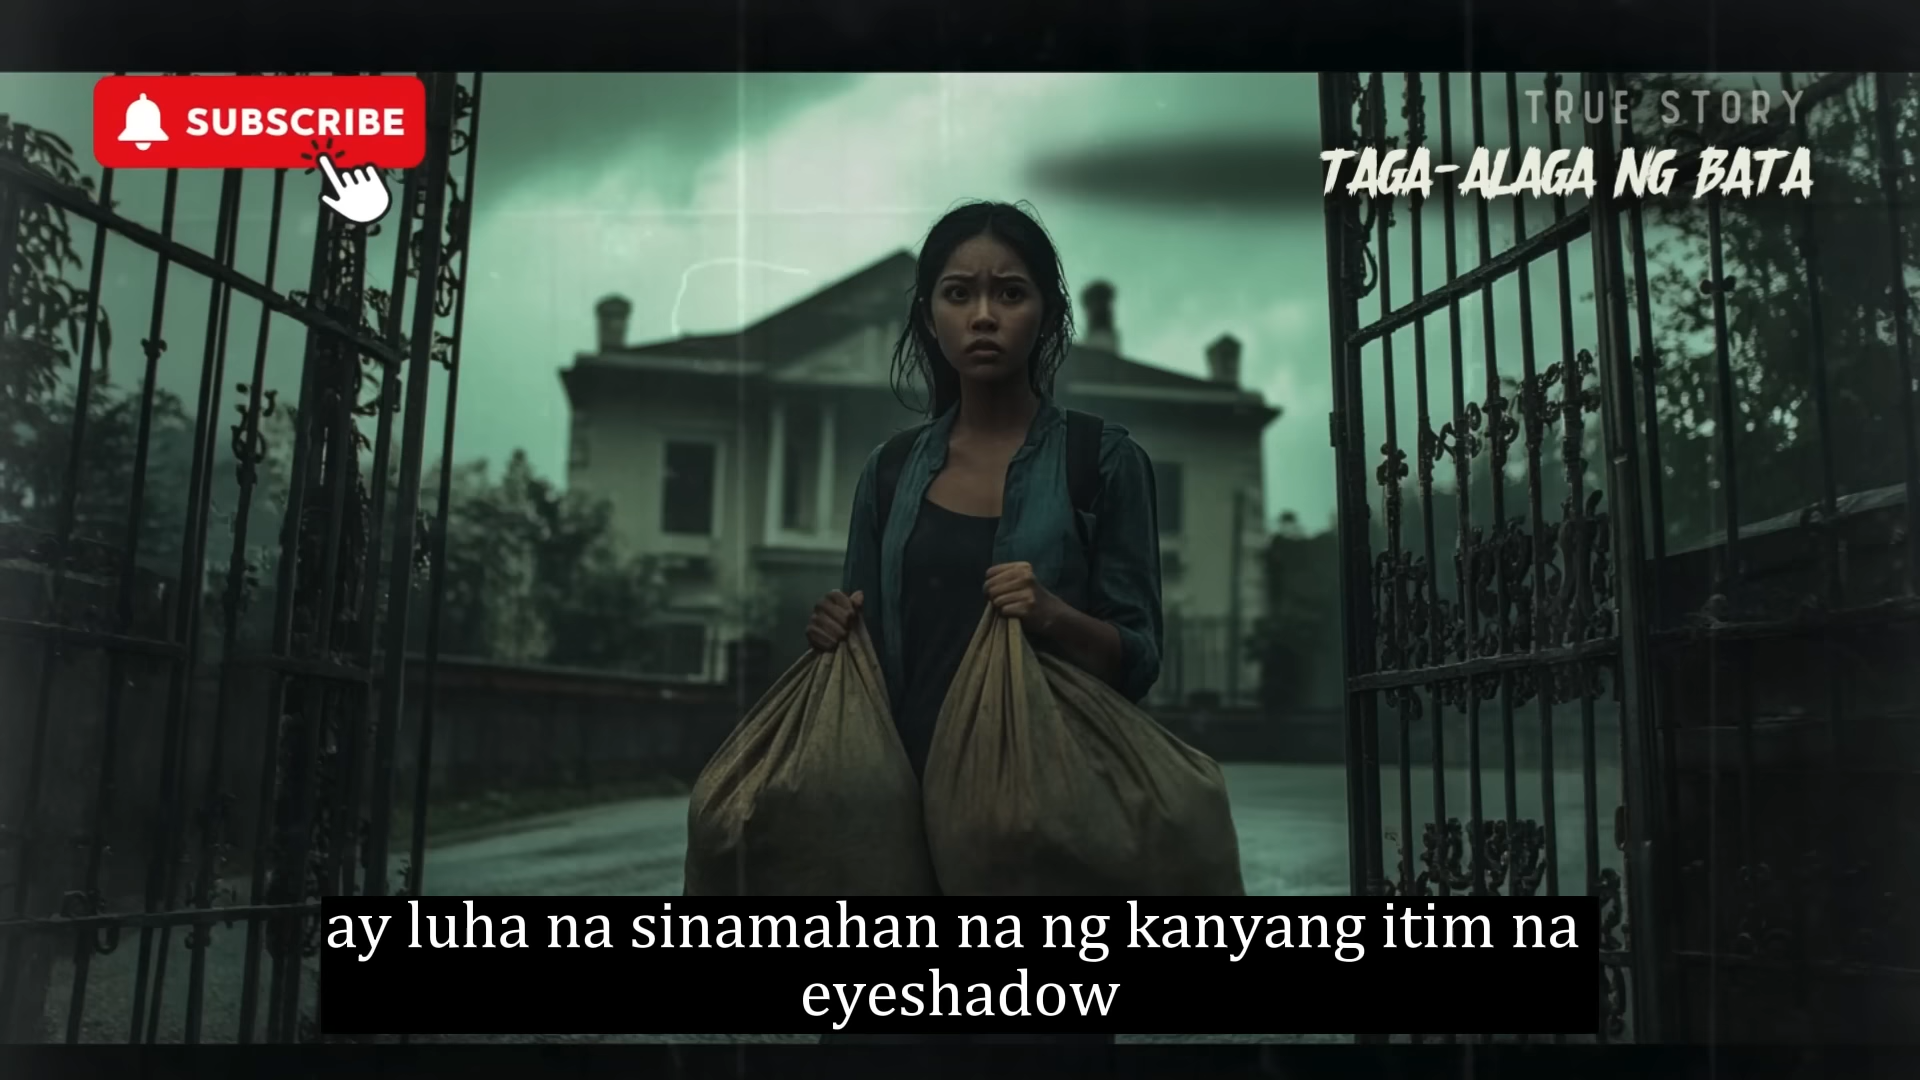 SUBSCRIBE
TRUE STORY
TAGA-ALAGA NG BATA
ay luha na sinamahan na ng kanyang itim na
eyeshadow